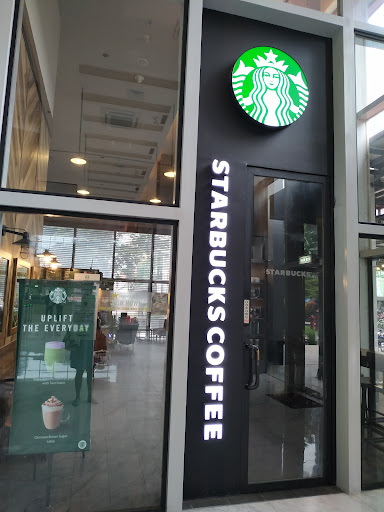 STARBUCKS COFFEE
STARBUCKS
UPLIFT
THE EVERYDAY